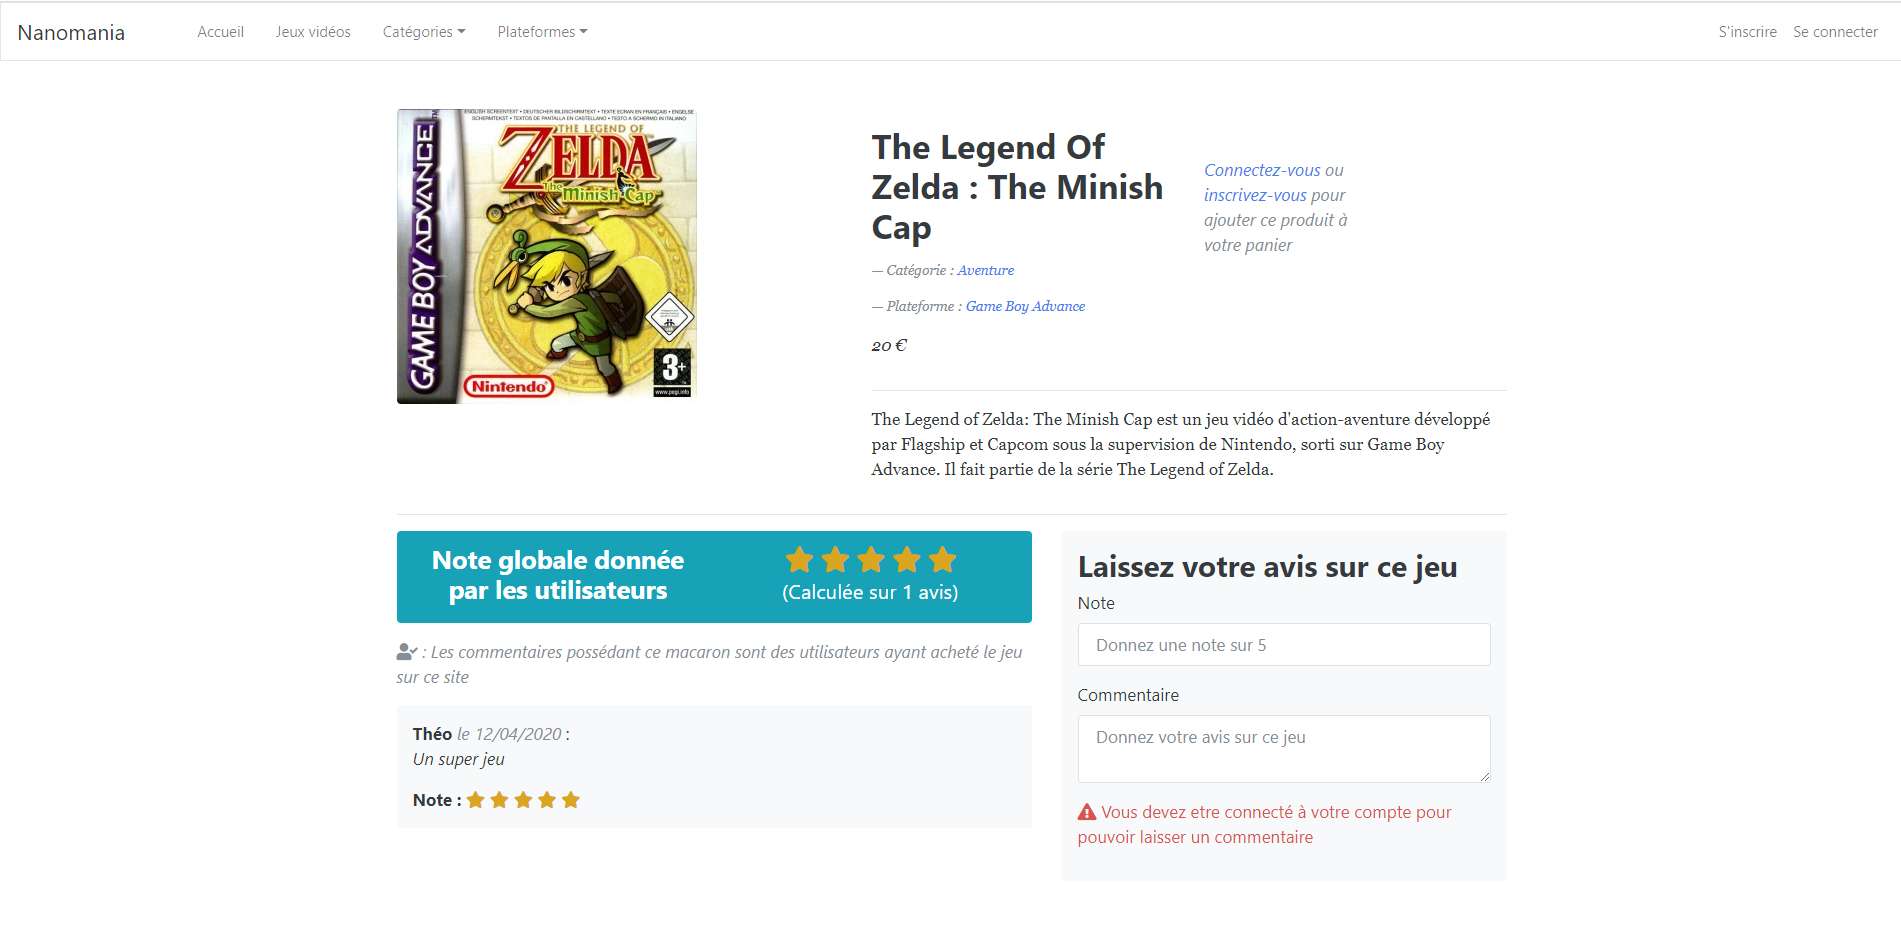 Nanomania
Accueil
Jeux vidéos
Catégories
Plateformes
S'inscrire
Se connecter
ENGLISH SCREENTEXT • DEUTSCHER BILDSCHIRMTEXT • TEXTE ECRAN EN FRANÇAIS • ENGELSE
SCHERMTEKST • TEXTOS DE PANTALLA EN CASTELLANO • TESTO A SCHERMO IN ITALIANO
GAME BOY ADVANCE
THE LEGEND OF
ZELDA
The Minish Cap
Nintendo
3+
www.pegi.info
The Legend Of
Zelda : The Minish
Cap
— Catégorie : Aventure
— Plateforme : Game Boy Advance
20 €
Connectez-vous ou
inscrivez-vous pour
ajouter ce produit à
votre panier
The Legend of Zelda: The Minish Cap est un jeu vidéo d'action-aventure développé
par Flagship et Capcom sous la supervision de Nintendo, sorti sur Game Boy
Advance. Il fait partie de la série The Legend of Zelda.
Note globale donnée
par les utilisateurs
(Calculée sur 1 avis)
: Les commentaires possédant ce macaron sont des utilisateurs ayant acheté le jeu
sur ce site
Théo le 12/04/2020 :
Un super jeu
Note :
Laissez votre avis sur ce jeu
Note
Donnez une note sur 5
Commentaire
Donnez votre avis sur ce jeu
Vous devez etre connecté à votre compte pour
pouvoir laisser un commentaire